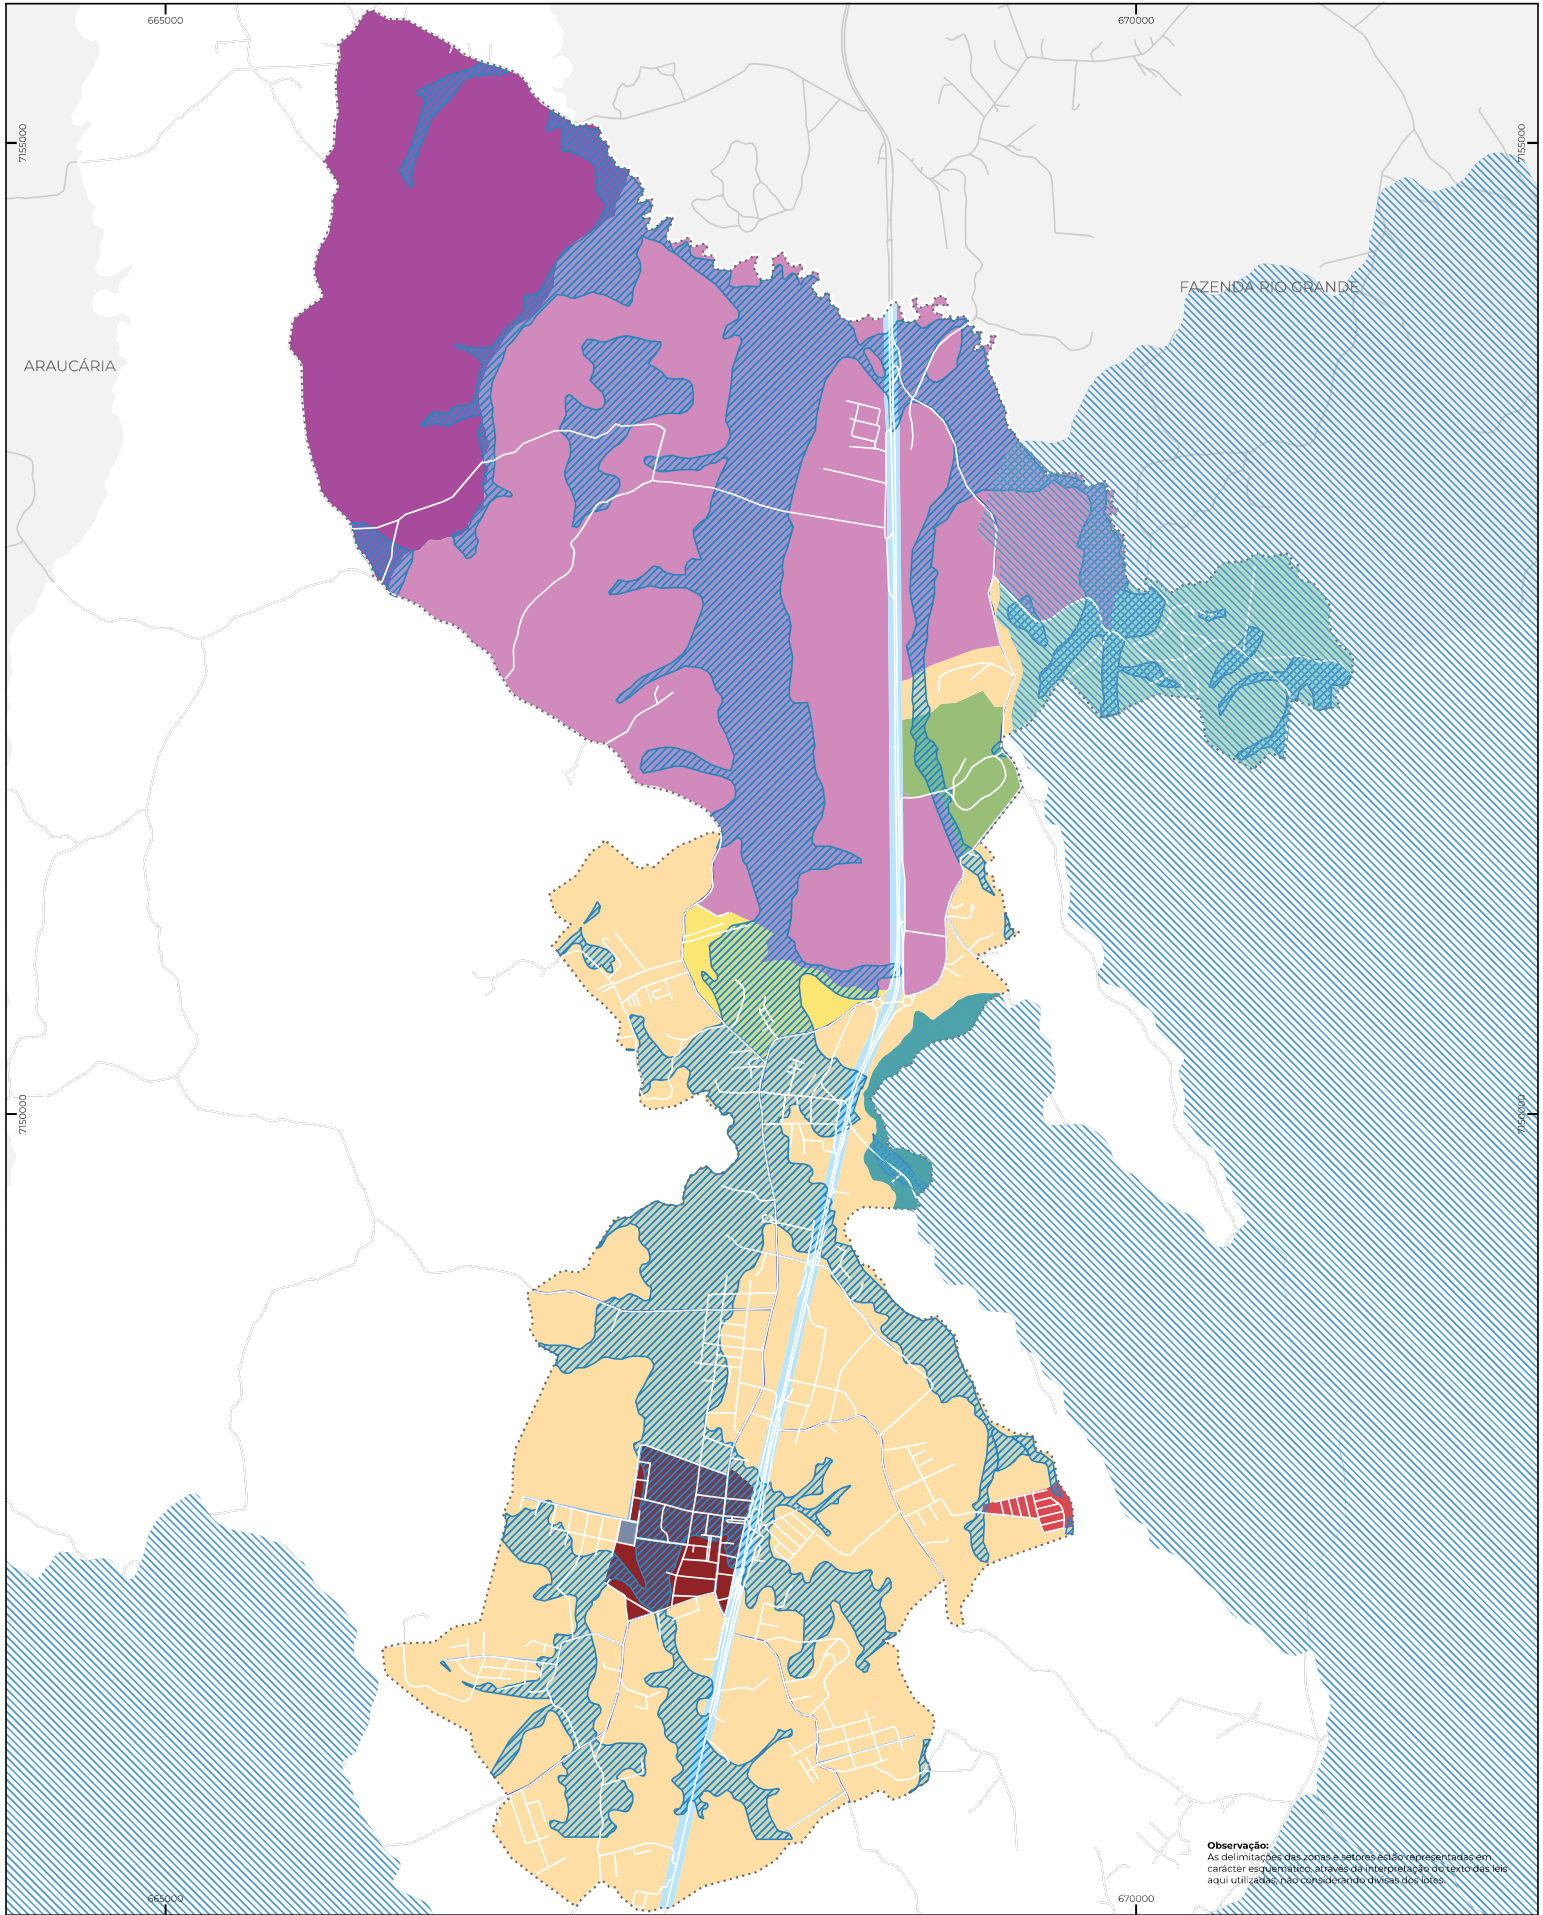 665000
670000
7155000
7155000
FAZENDA RIO GRANDE
ARAUCÁRIA
7150000
7150000
Observação:
As delimitações das zonas e setores estão representadas em
carácter esquemático, através da interpretação do texto das leis
aqui utilizadas, não considerando divisas dos lotes.
665000
670000